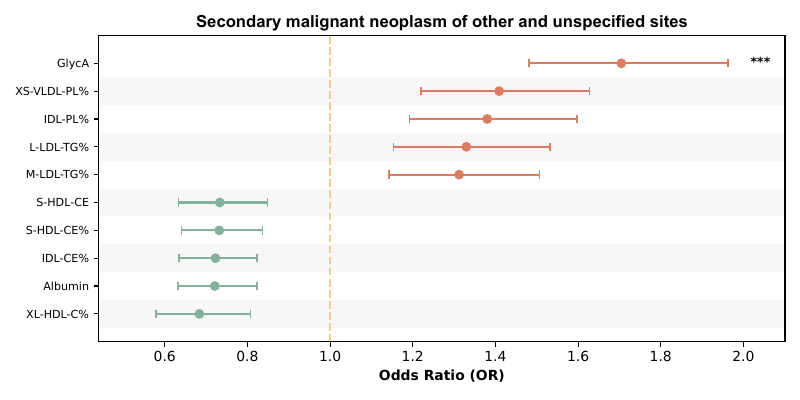 Secondary malignant neoplasm of other and unspecified sites
GlycA
***
XS-VLDL-PL%
IDL-PL%
L-LDL-TG%
M-LDL-TG%
S-HDL-CE
S-HDL-CE%
IDL-CE%
Albumin
XL-HDL-C%
0.6 0.8 1.0 1.2 1.4 1.6 1.8 2.0
Odds Ratio (OR)